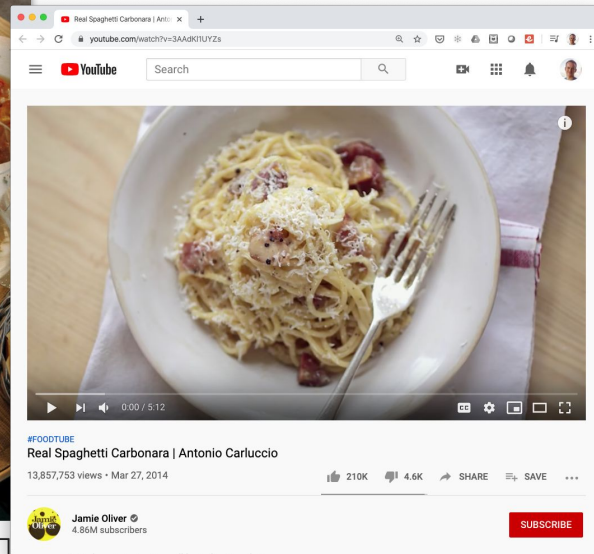 Real Spaghetti Carbonara | Anto
youtube.com/watch?v=3AAdKl1UYZs
YouTube
Search
0:00 / 5:12
CC
#FOODTUBE
Real Spaghetti Carbonara | Antonio Carluccio
13,857,753 views • Mar 27, 2014
210K
4.6K
SHARE
SAVE
Jamie Oliver
Jamie Oliver
4.86M subscribers
SUBSCRIBE